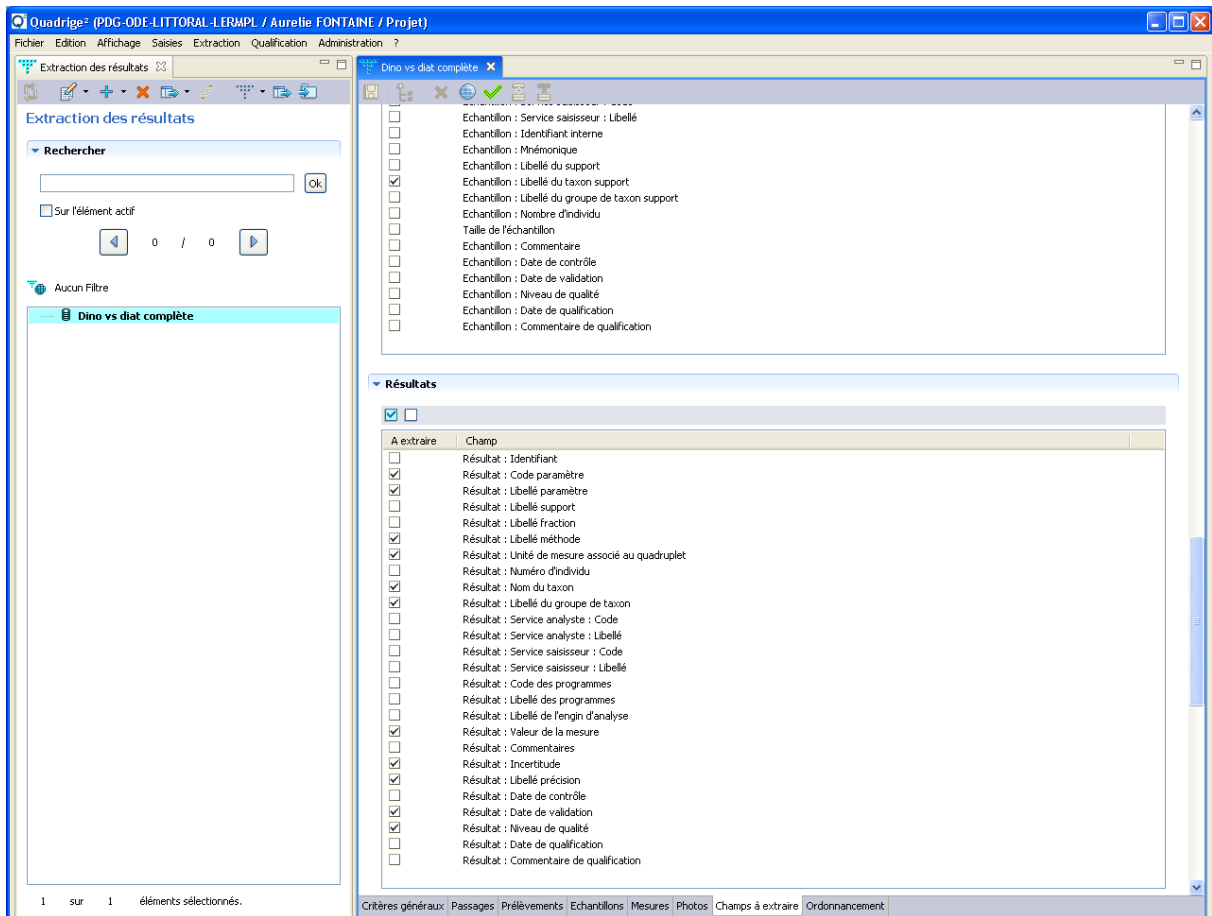 Quadrige² (PDG-ODE-LITTORAL-LERMPL / Aurelie FONTAINE / Projet)
Fichier Edition Affichage Saisies Extraction Qualification Administration ?
Extraction des résultats
Extraction des résultats
Rechercher
Ok
Sur l'élément actif
0 / 0
Aucun Filtre
Dino vs diat complète
1 sur 1 éléments sélectionnés.
Dino vs diat complète
Echantillon : Service saisisseur : Code
Echantillon : Service saisisseur : Libellé
Echantillon : Identifiant interne
Echantillon : Mnémonique
Echantillon : Libellé du support
Echantillon : Libellé du taxon support
Echantillon : Libellé du groupe de taxon support
Echantillon : Nombre d'individu
Taille de l'échantillon
Echantillon : Commentaire
Echantillon : Date de contrôle
Echantillon : Date de validation
Echantillon : Niveau de qualité
Echantillon : Date de qualification
Echantillon : Commentaire de qualification
Résultats
A extraire Champ
Résultat : Identifiant
Résultat : Code paramètre
Résultat : Libellé paramètre
Résultat : Libellé support
Résultat : Libellé fraction
Résultat : Libellé méthode
Résultat : Unité de mesure associé au quadruplet
Résultat : Numéro d'individu
Résultat : Nom du taxon
Résultat : Libellé du groupe de taxon
Résultat : Service analyste : Code
Résultat : Service analyste : Libellé
Résultat : Service saisisseur : Code
Résultat : Service saisisseur : Libellé
Résultat : Code des programmes
Résultat : Libellé des programmes
Résultat : Libellé de l'engin d'analyse
Résultat : Valeur de la mesure
Résultat : Commentaires
Résultat : Incertitude
Résultat : Libellé précision
Résultat : Date de contrôle
Résultat : Date de validation
Résultat : Niveau de qualité
Résultat : Date de qualification
Résultat : Commentaire de qualification
Critères généraux Passages Prélèvements Echantillons Mesures Photos Champs à extraire Ordonnancement